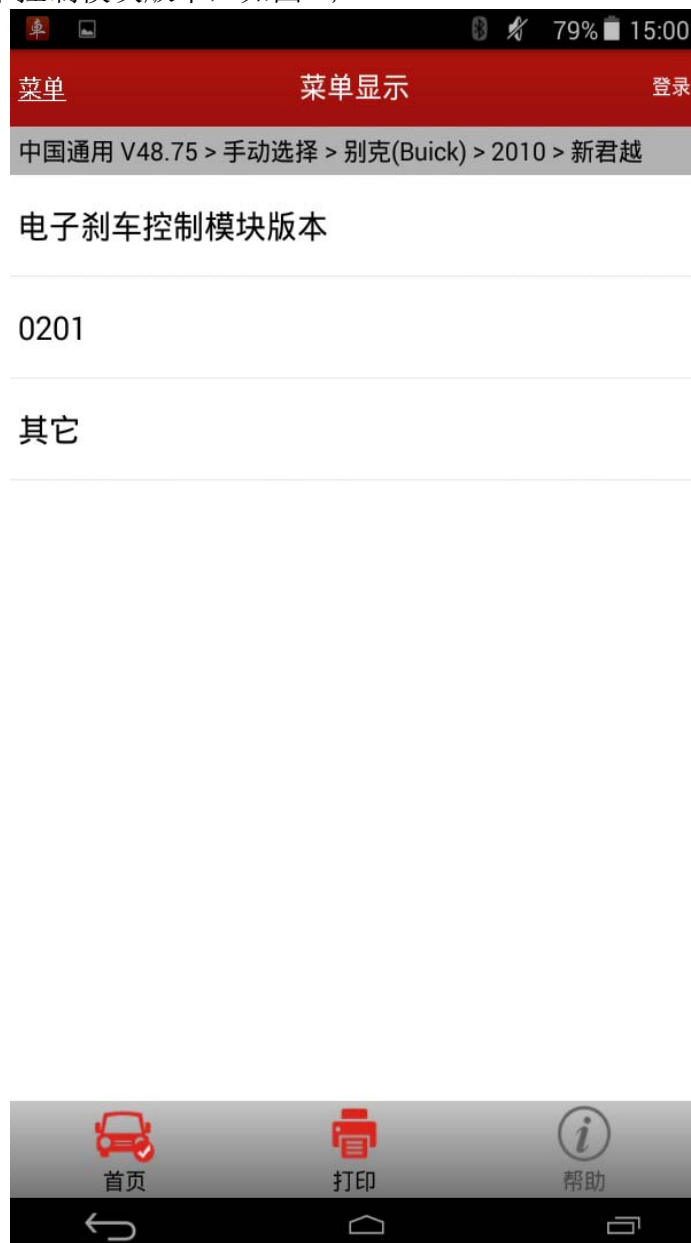 79% 15:00
菜单 菜单显示 登录
中国通用 V48.75 > 手动选择 > 别克(Buick) > 2010 > 新君越
电子刹车控制模块版本
0201
其它
首页 打印 帮助